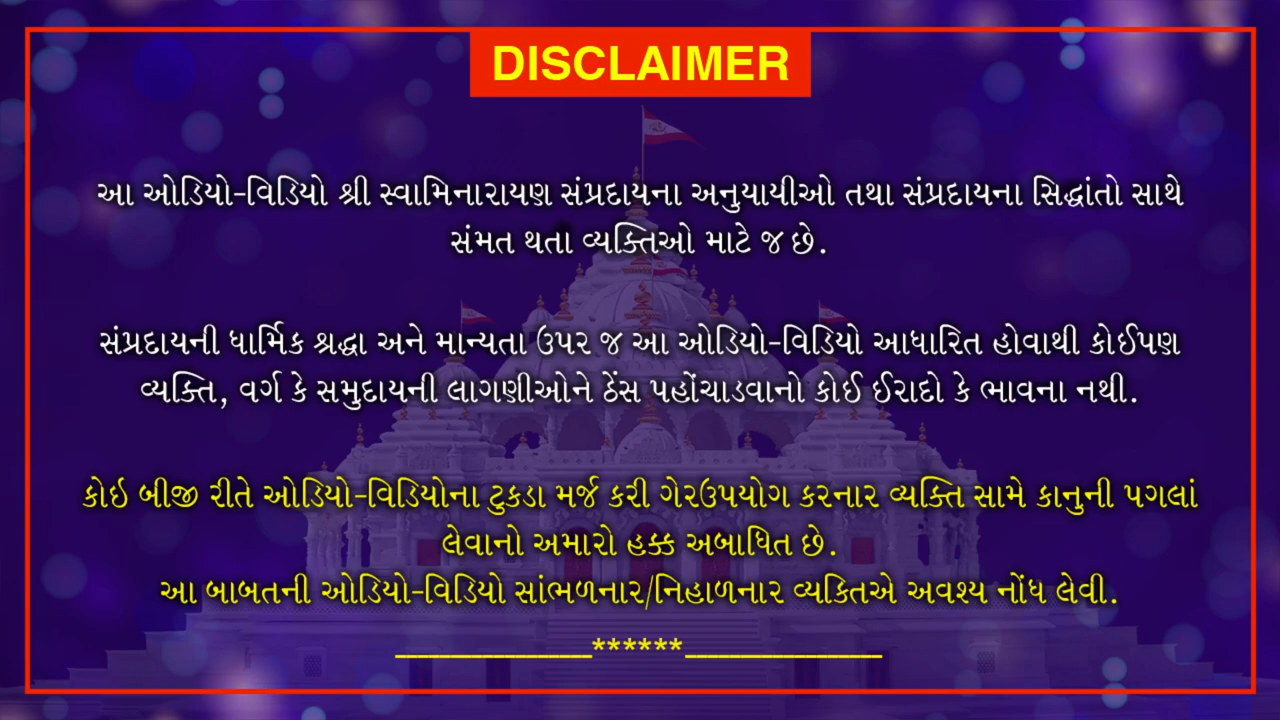 DISCLAIMER
આ ઓડિયો-વિડિયો શ્રી સ્વામિનારાયણ સંપ્રદાયના અનુયાયીઓ તથા સંપ્રદાયના સિદ્ધાંતો સાથે
સંમત થતા વ્યક્તિઓ માટે જ છે.
સંપ્રદાયની ધાર્મિક શ્રદ્ધા અને માન્યતા ઉપર જ આ ઓડિયો-વિડિયો આધારિત હોવાથી કોઈપણ
વ્યક્તિ, વર્ગ કે સમુદાયની લાગણીઓને ઠેંસ પહોંચાડવાનો કોઈ ઈરાદો કે ભાવના નથી.
કોઇ બીજી રીતે ઓડિયો-વિડિયોના ટુકડા મર્જ કરી ગેરઉપયોગ કરનાર વ્યક્તિ સામે કાનુની પગલાં
લેવાનો અમારો હક્ક અબાધિત છે.
આ બાબતની ઓડિયો-વિડિયો સાંભળનાર/નિહાળનાર વ્યકિતએ અવશ્ય નોંધ લેવી.
________________******________________